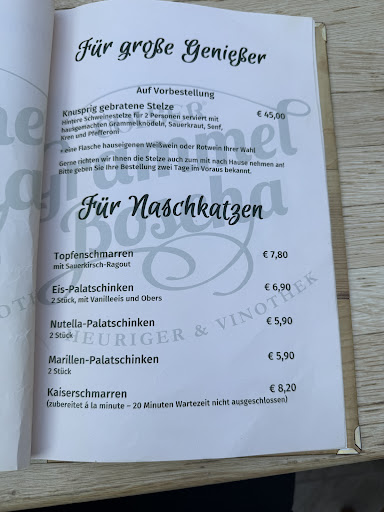 Für große Genießer
Auf Vorbestellung
Knusprig gebratene Stelze € 45,00
Hintere Schweinestelze für 2 Personen serviert mit
hausgemachten Grammelknödeln, Sauerkraut, Senf,
Kren und Pfefferoni
+ eine Flasche hauseigenen Weißwein oder Rotwein Ihrer Wahl
Gerne richten wir Ihnen die Stelze auch zum mit nach Hause nehmen an!
Bitte geben Sie Ihre Bestellung zwei Tage im Voraus bekannt.
Für Naschkatzen
Topfenschmarren € 7,80
mit Sauerkirsch-Ragout
Eis-Palatschinken € 6,90
2 Stück, mit Vanilleeis und Obers
Nutella-Palatschinken € 5,90
2 Stück
Marillen-Palatschinken € 5,90
2 Stück
Kaiserschmarren € 8,20
(zubereitet á la minute – 20 Minuten Wartezeit nicht ausgeschlossen)
HEURIGER & VINOTHEK